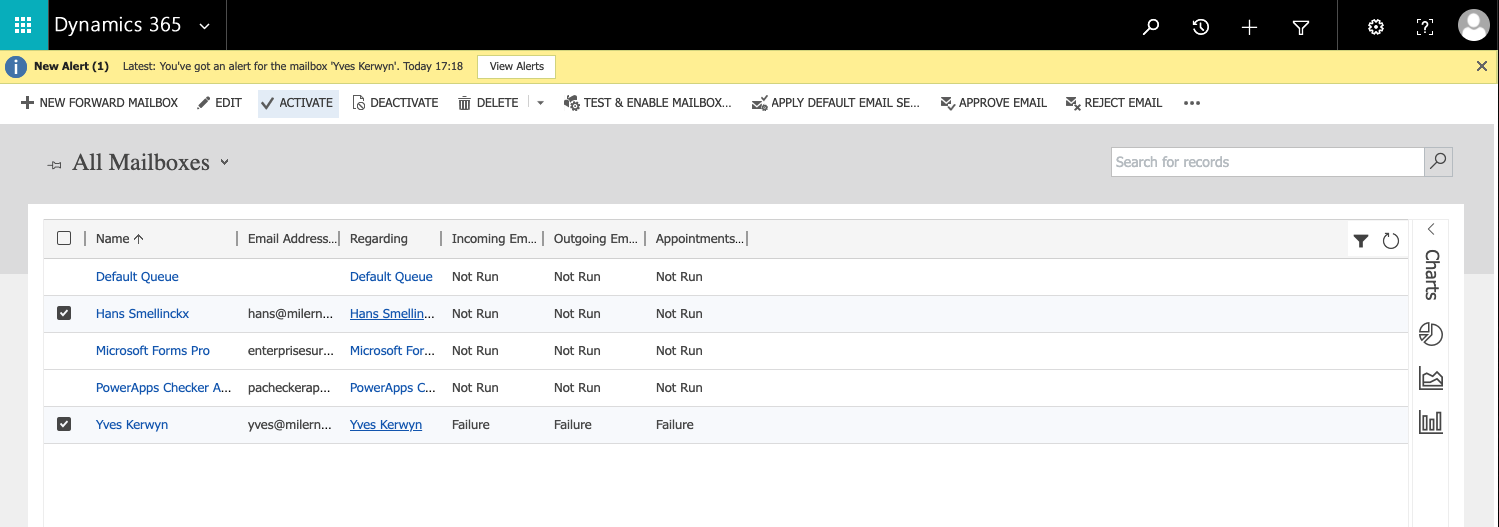 Dynamics 365
New Alert (1) Latest: You've got an alert for the mailbox 'Yves Kerwyn'. Today 17:18 View Alerts
NEW FORWARD MAILBOX EDIT ACTIVATE DEACTIVATE DELETE TEST & ENABLE MAILBOX... APPLY DEFAULT EMAIL SE... APPROVE EMAIL REJECT EMAIL ...
All Mailboxes Search for records
Name Email Address... Regarding Incoming Em... Outgoing Em... Appointments...
Default Queue Default Queue Not Run Not Run Not Run
Hans Smellinckx hans@milern... Hans Smellin... Not Run Not Run Not Run
Microsoft Forms Pro enterprisesur... Microsoft For... Not Run Not Run Not Run
PowerApps Checker A... pacheckerap... PowerApps C... Not Run Not Run Not Run
Yves Kerwyn yves@milern... Yves Kerwyn Failure Failure Failure
Charts